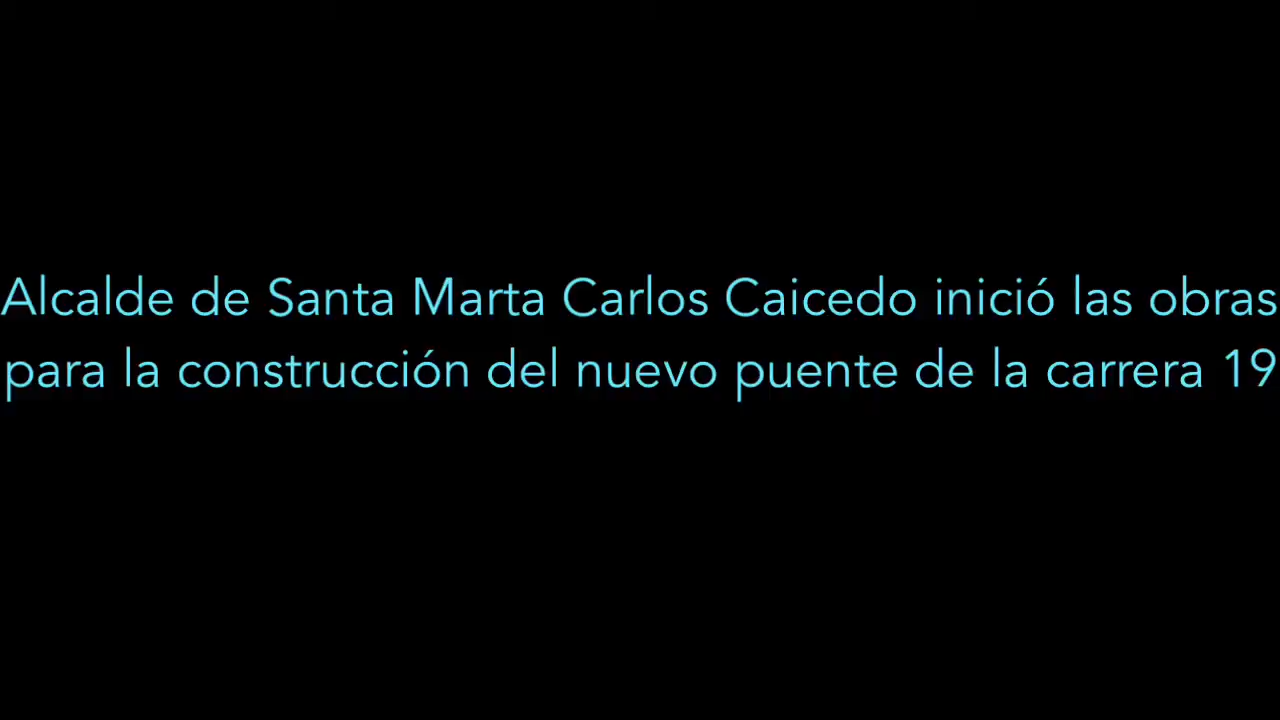 Alcalde de Santa Marta Carlos Caicedo inició las obras
para la construcción del nuevo puente de la carrera 19